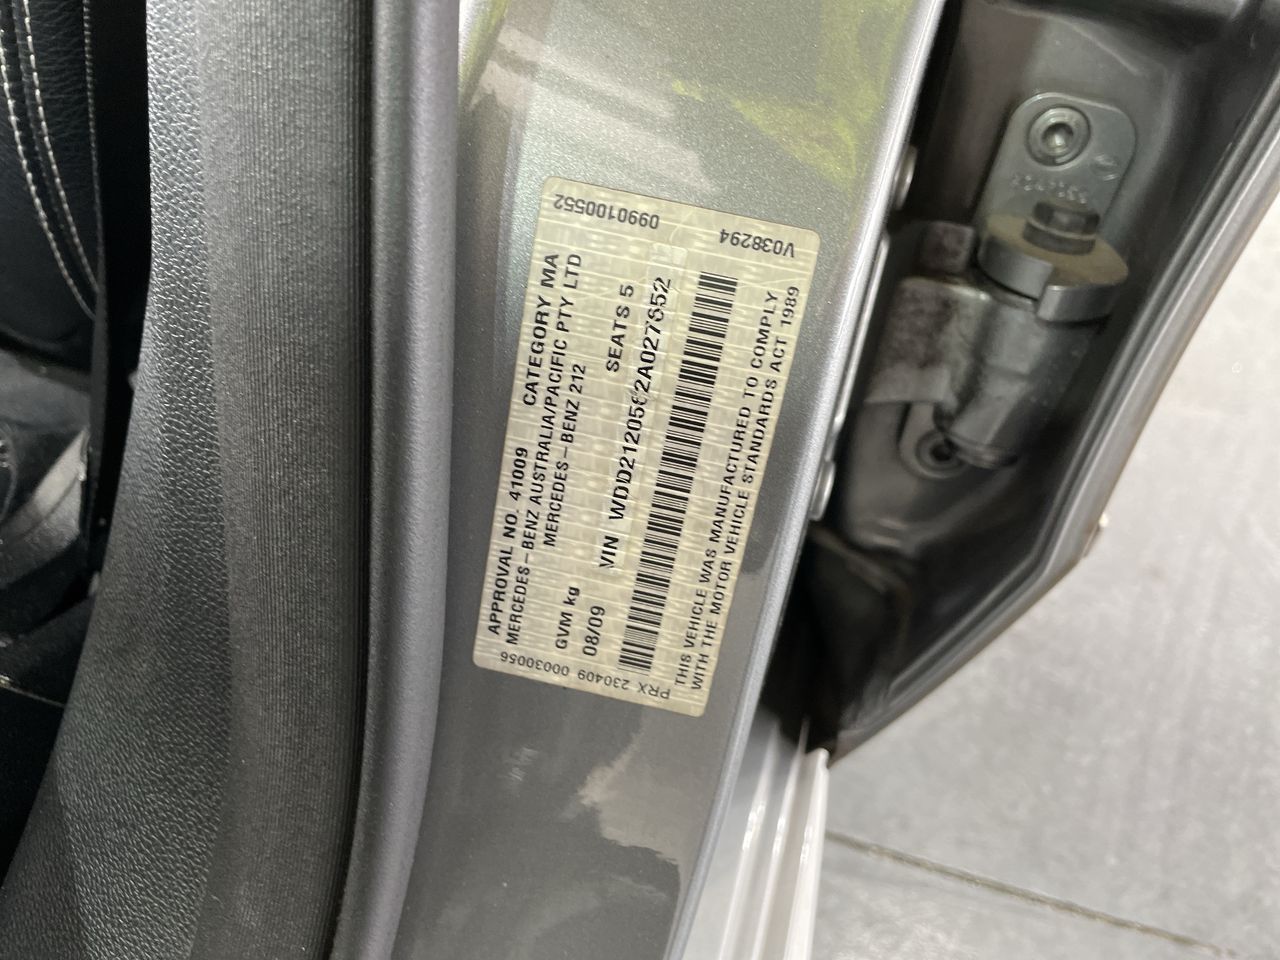 APPROVAL NO. 41009 CATEGORY MA
MERCEDES-BENZ AUSTRALIA/PACIFIC PTY LTD
MERCEDES-BENZ 212
GVM kg
08/09 SEATS 5
VIN WDD2120562A027652
THIS VEHICLE WAS MANUFACTURED TO COMPLY
WITH THE MOTOR VEHICLE STANDARDS ACT 1989
0990100552 V038294
PRX 230409 00030056